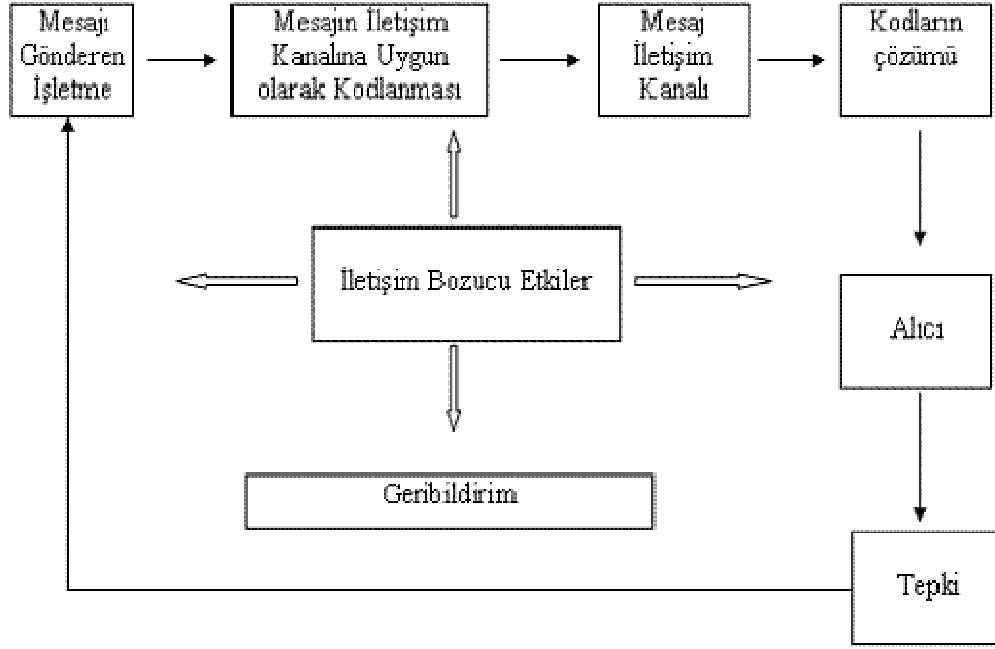 Mesajı
Gönderen
İşletme
Mesajın İletişim
Kanalına Uygun
olarak Kodlanması
Mesaj
İletişim
Kanalı
Kodların
çözümü
İletişim Bozucu Etkiler
Alıcı
Geribildirim
Tepki